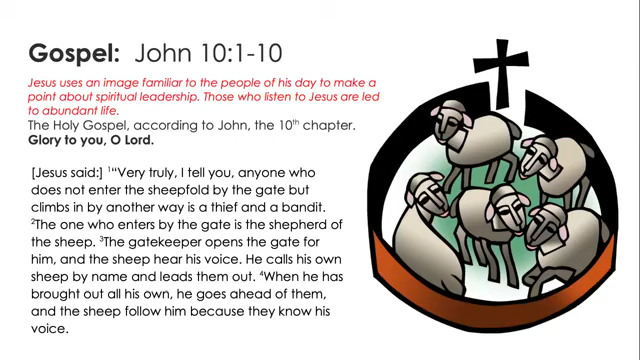 Gospel: John 10:1-10
Jesus uses an image familiar to the people of his day to make a
point about spiritual leadership. Those who listen to Jesus are led
to abundant life.
The Holy Gospel, according to John, the 10th chapter.
Glory to you, O Lord.
[Jesus said:] 1“Very truly, I tell you, anyone who
does not enter the sheepfold by the gate but
climbs in by another way is a thief and a bandit.
2The one who enters by the gate is the shepherd of
the sheep. 3The gatekeeper opens the gate for
him, and the sheep hear his voice. He calls his own
sheep by name and leads them out. 4When he has
brought out all his own, he goes ahead of them,
and the sheep follow him because they know his
voice.